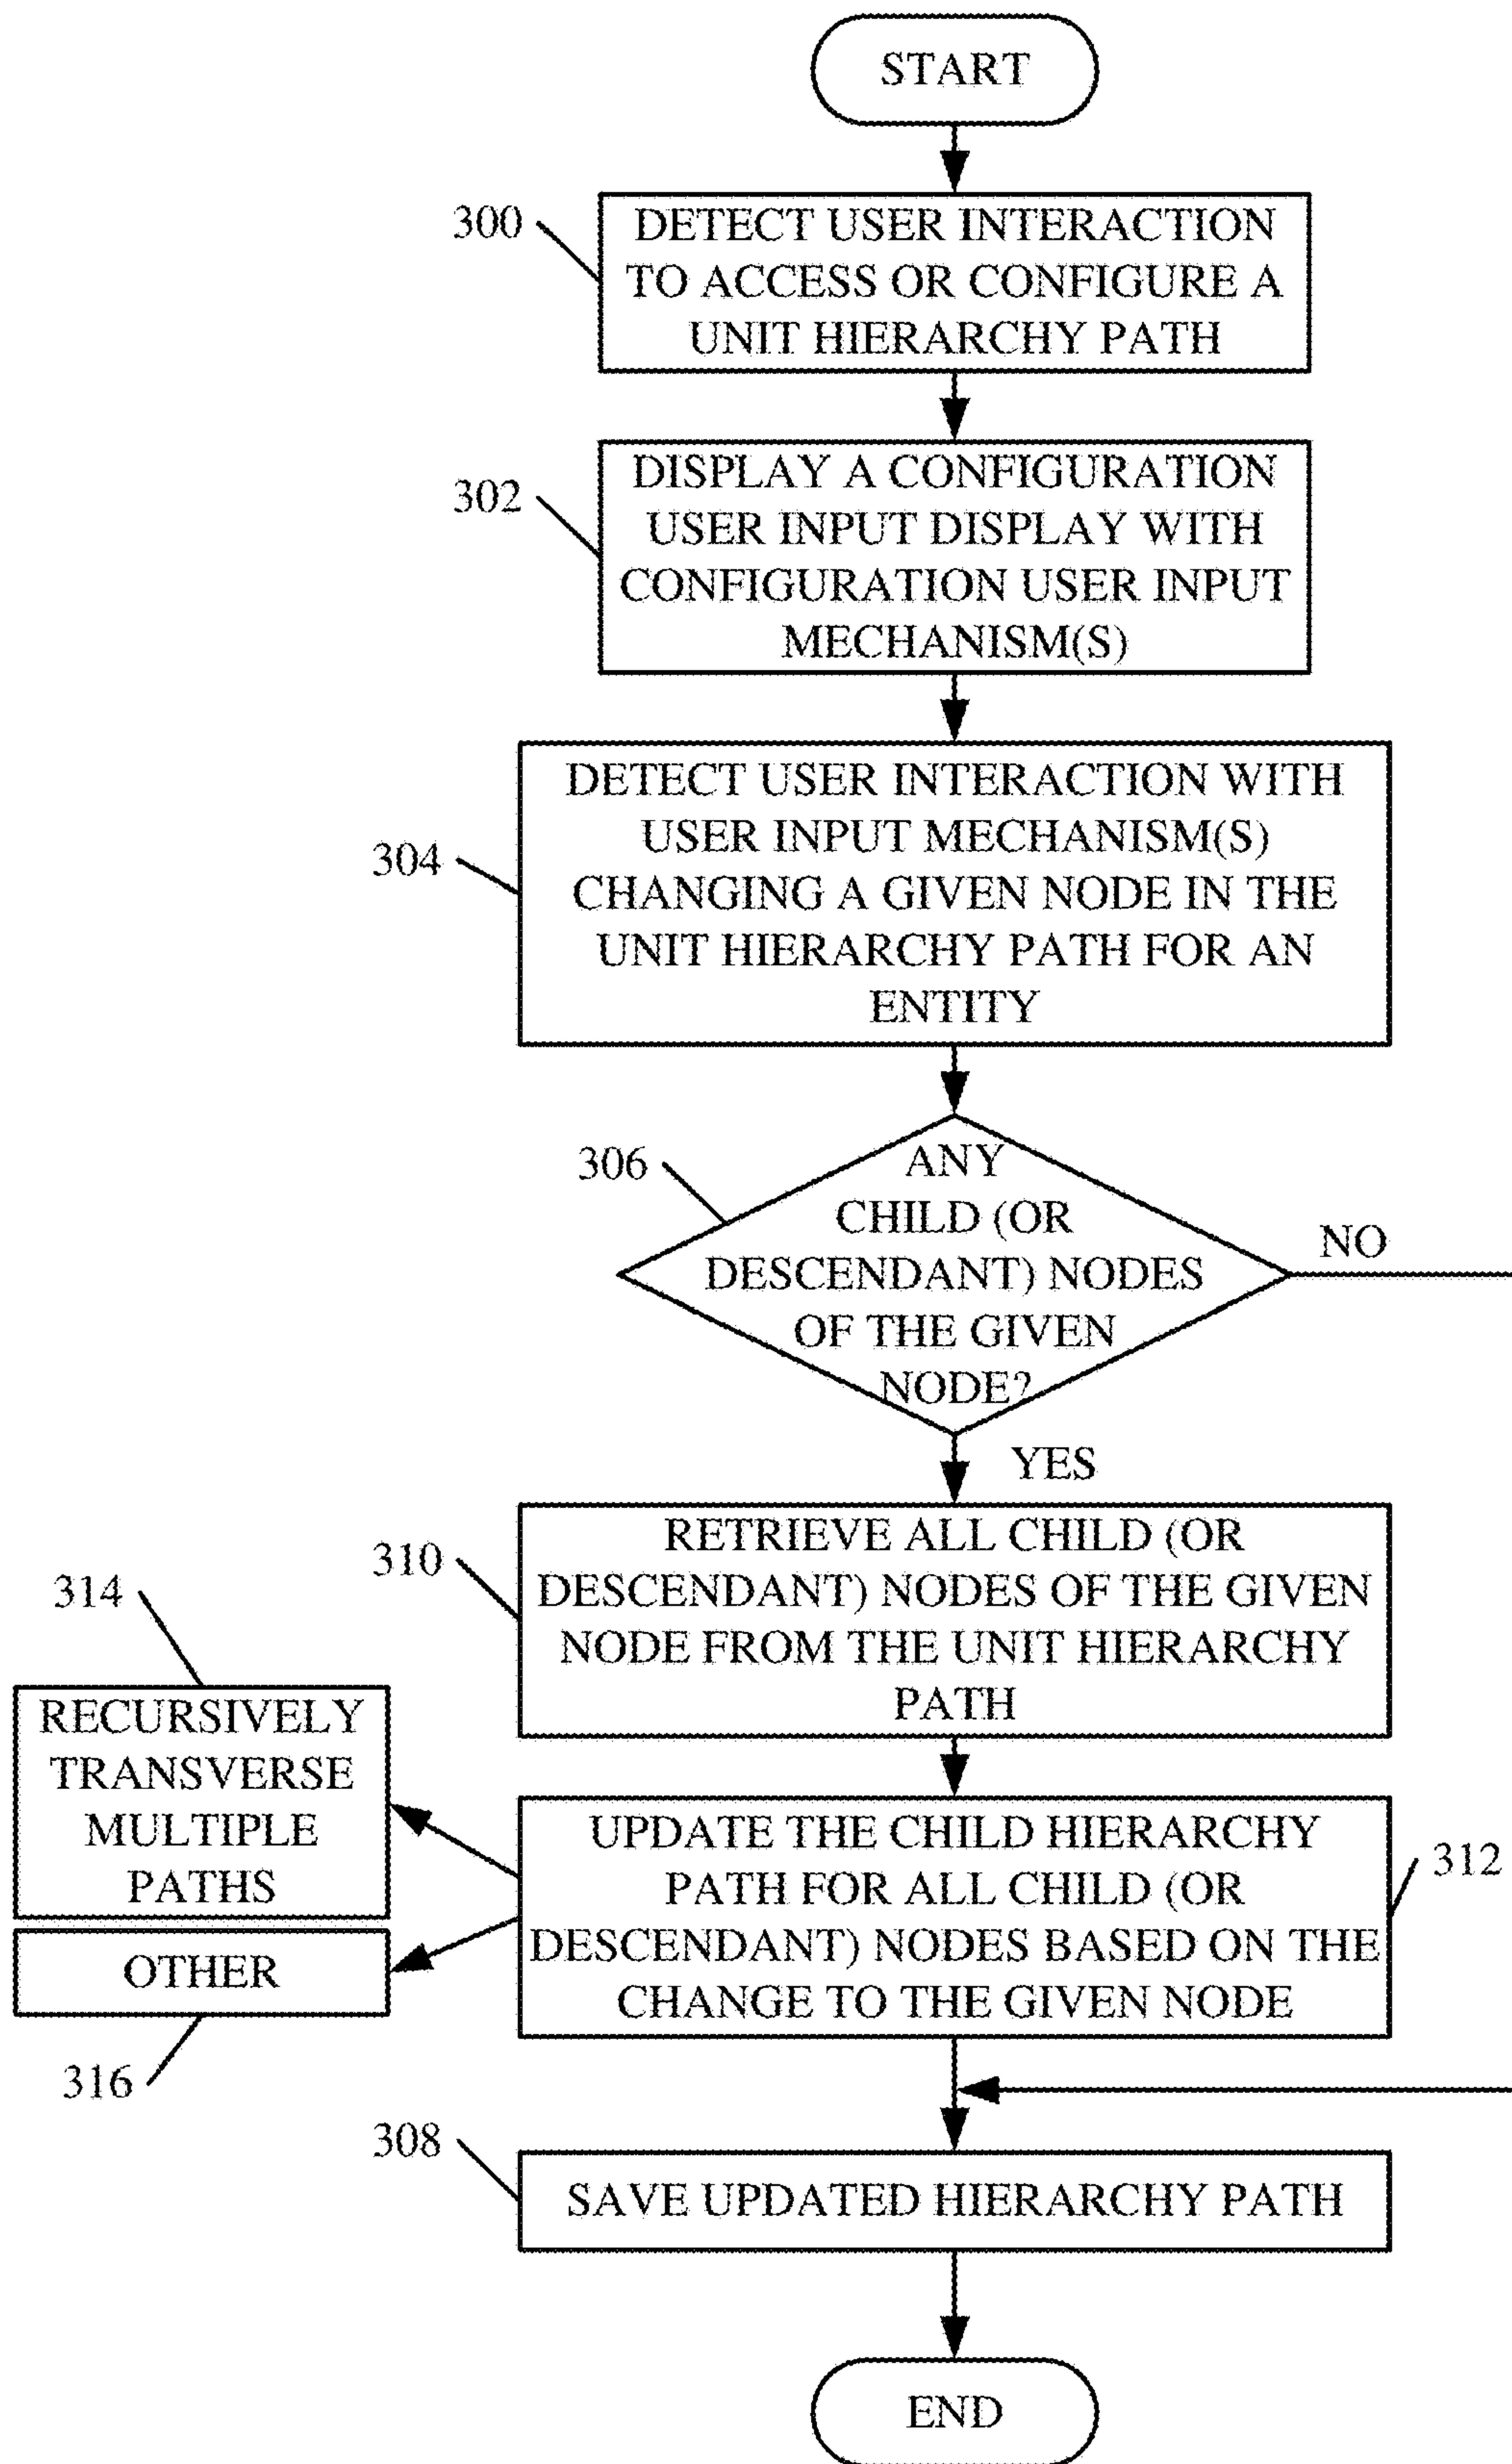 START
300
DETECT USER INTERACTION
TO ACCESS OR CONFIGURE A
UNIT HIERARCHY PATH
302
DISPLAY A CONFIGURATION
USER INPUT DISPLAY WITH
CONFIGURATION USER INPUT
MECHANISM(S)
304
DETECT USER INTERACTION WITH
USER INPUT MECHANISM(S)
CHANGING A GIVEN NODE IN THE
UNIT HIERARCHY PATH FOR AN
ENTITY
306
ANY
CHILD (OR
DESCENDANT) NODES
OF THE GIVEN
NODE?
NO
YES
310
RETRIEVE ALL CHILD (OR
DESCENDANT) NODES OF THE GIVEN
NODE FROM THE UNIT HIERARCHY
PATH
314
RECURSIVELY
TRANSVERSE
MULTIPLE
PATHS
OTHER
316
UPDATE THE CHILD HIERARCHY
PATH FOR ALL CHILD (OR
DESCENDANT) NODES BASED ON THE
CHANGE TO THE GIVEN NODE
312
308
SAVE UPDATED HIERARCHY PATH
END